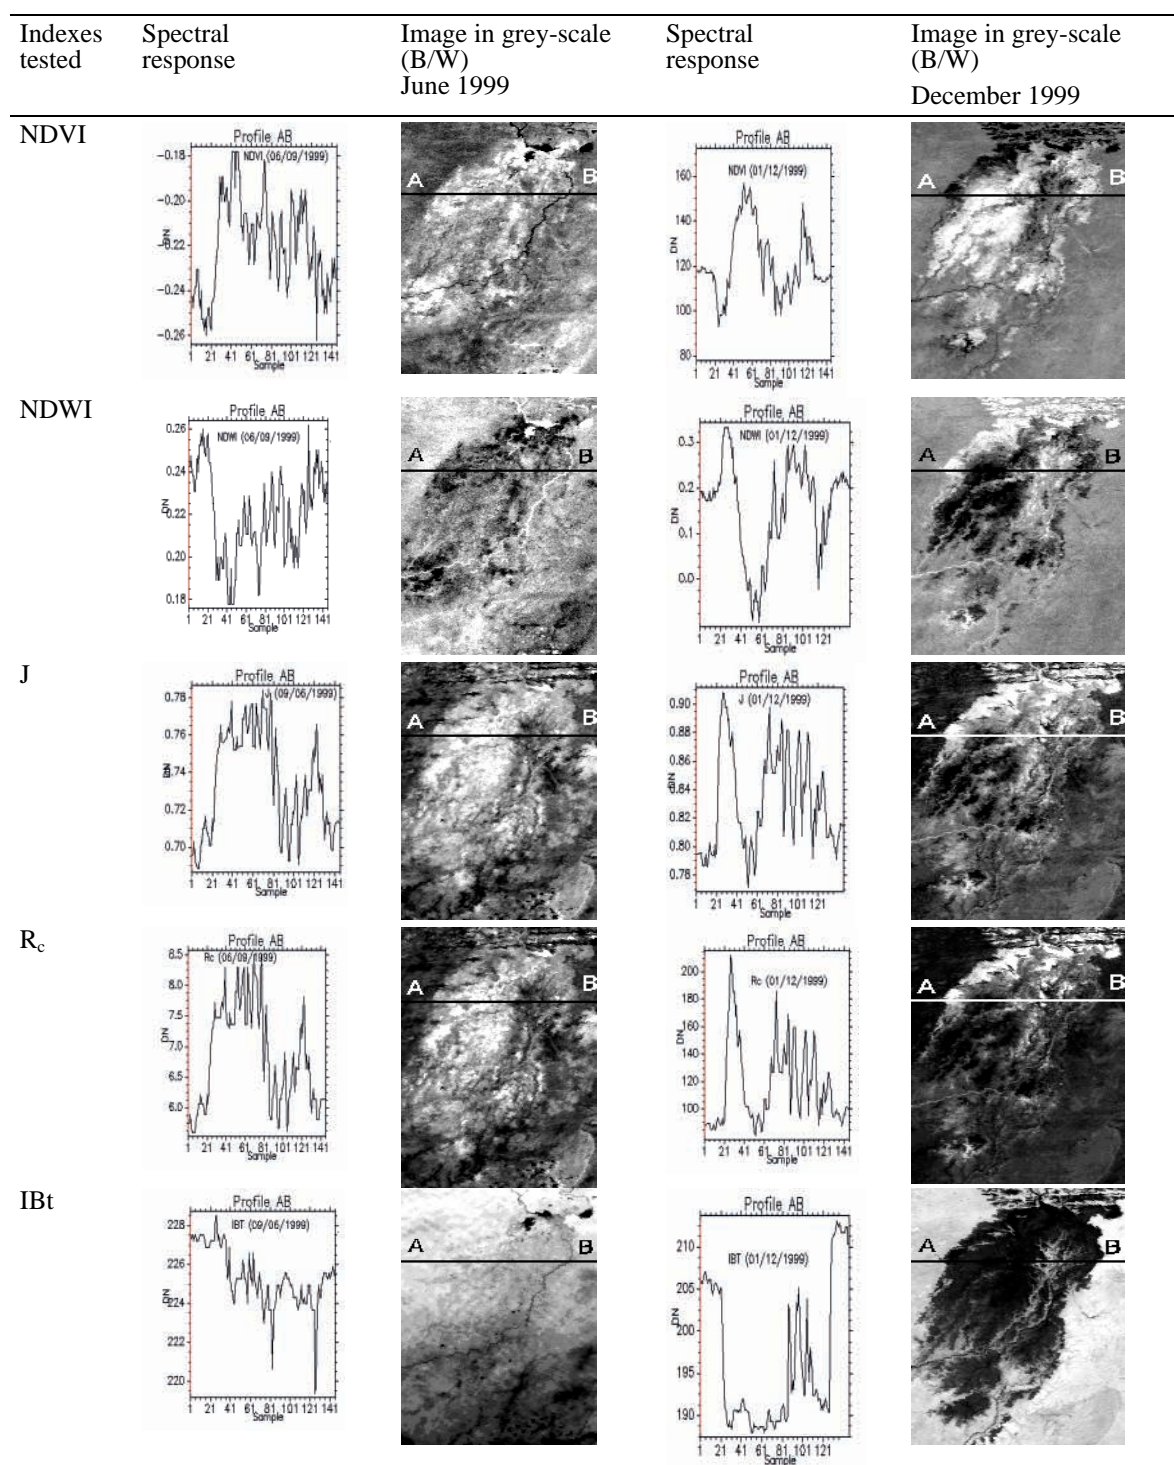 Indexes tested
Spectral response
Image in grey-scale (B/W)
June 1999
Spectral response
Image in grey-scale (B/W)
December 1999
NDVI
Profile AB
NDVI (06/09/1999)
−0.18
−0.20
−0.22
−0.24
−0.26
DN
1 21 41 61 81 101 141
Sample
A B
Profile AB
NDVI (01/12/1999)
160
140
120
100
80
DN
1 21 41 61 81 101 121 141
Sample
A B
NDWI
Profile AB
NDWI (06/09/1999)
0.26
0.24
0.22
0.20
0.18
DN
1 21 41 61 81 101 141
Sample
A B
Profile AB
NDWI (01/12/1999)
0.3
0.2
0.1
0.0
DN
1 21 41 61 81 101 121
Sample
A B
J
Profile AB
J (09/06/1999)
0.78
0.76
0.74
0.72
0.70
DN
1 21 41 61 81 101 141
Sample
A B
Profile AB
J (01/12/1999)
0.90
0.88
0.86
0.84
0.82
0.80
0.78
DN
1 21 41 61 81 101 121
Sample
A B
Rc
Profile AB
Rc (06/09/1999)
8.5
8.0
7.5
7.0
6.5
6.0
DN
1 21 41 61 81 101 141
Sample
A B
Profile AB
Rc (01/12/1999)
200
180
160
140
120
100
DN
1 21 41 61 81 101 141
Sample
A B
IBt
Profile AB
IBT (09/06/1999)
228
226
224
222
220
DN
1 21 41 61 81 101 141
Sample
A B
Profile AB
IBT (01/12/1999)
210
205
200
195
190
DN
1 21 41 61 81 101 121
Sample
A B